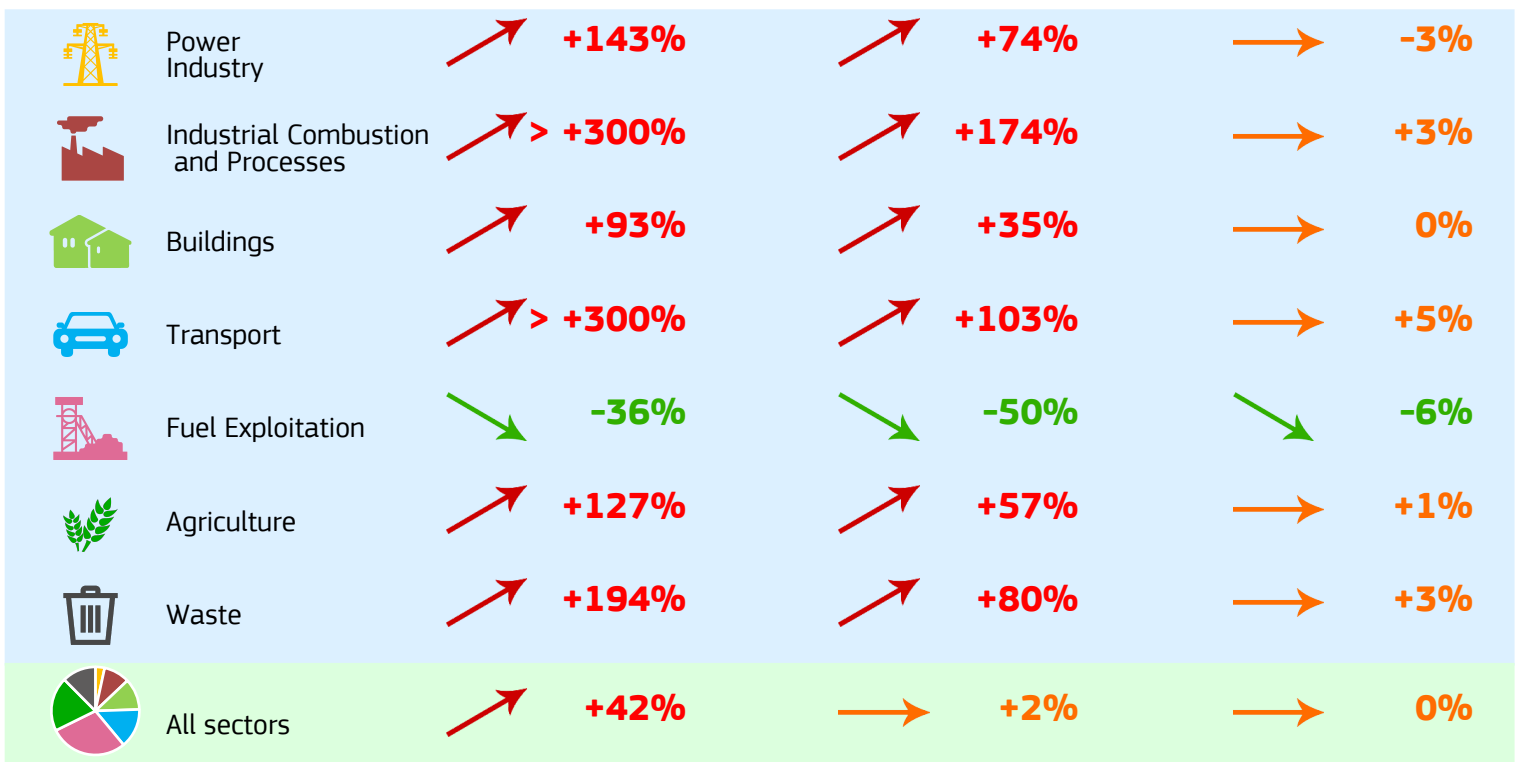 Power
Industry
+143%
+74%
-3%
Industrial Combustion
and Processes
> +300%
+174%
+3%
Buildings
+93%
+35%
0%
Transport
> +300%
+103%
+5%
Fuel Exploitation
-36%
-50%
-6%
Agriculture
+127%
+57%
+1%
Waste
+194%
+80%
+3%
All sectors
+42%
+2%
0%